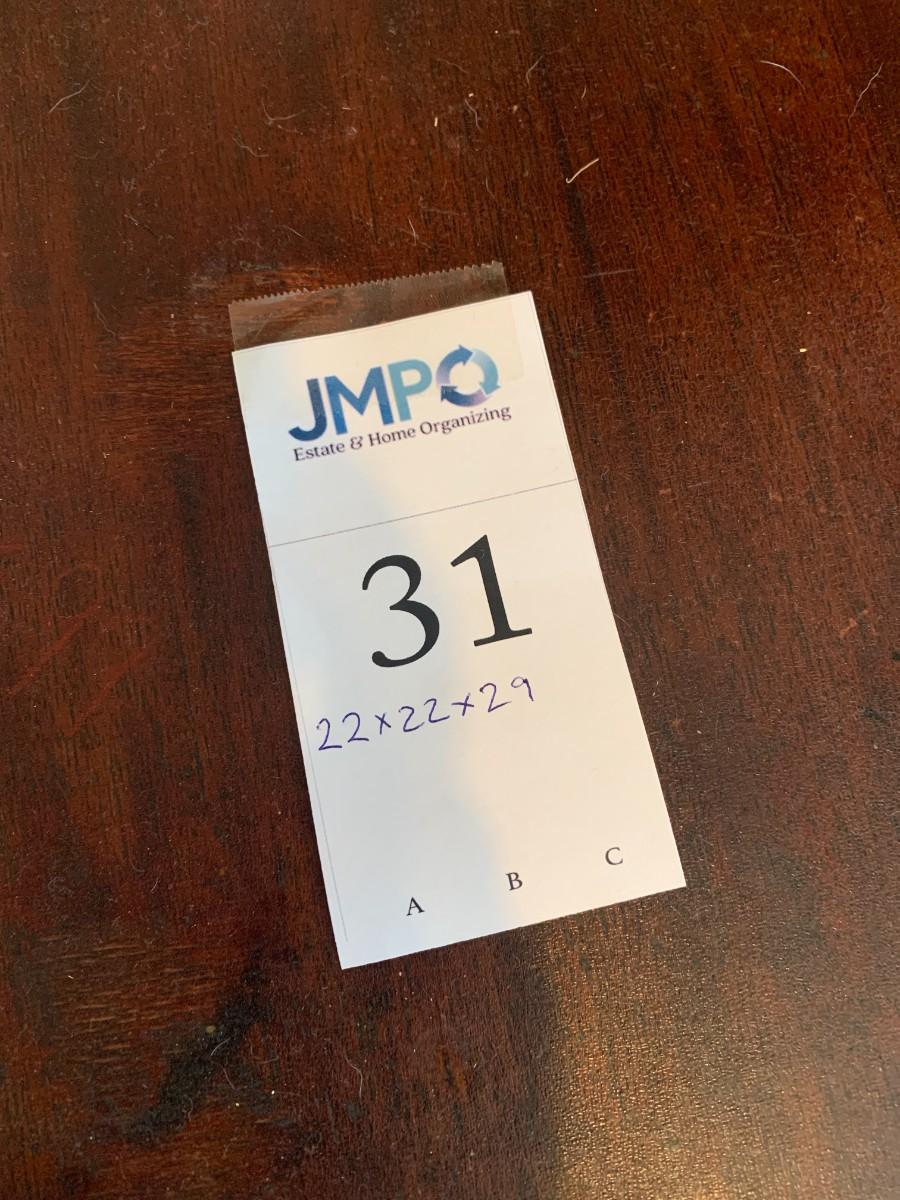 JMPO
Estate & Home Organizing
31
22x22x29
A B C